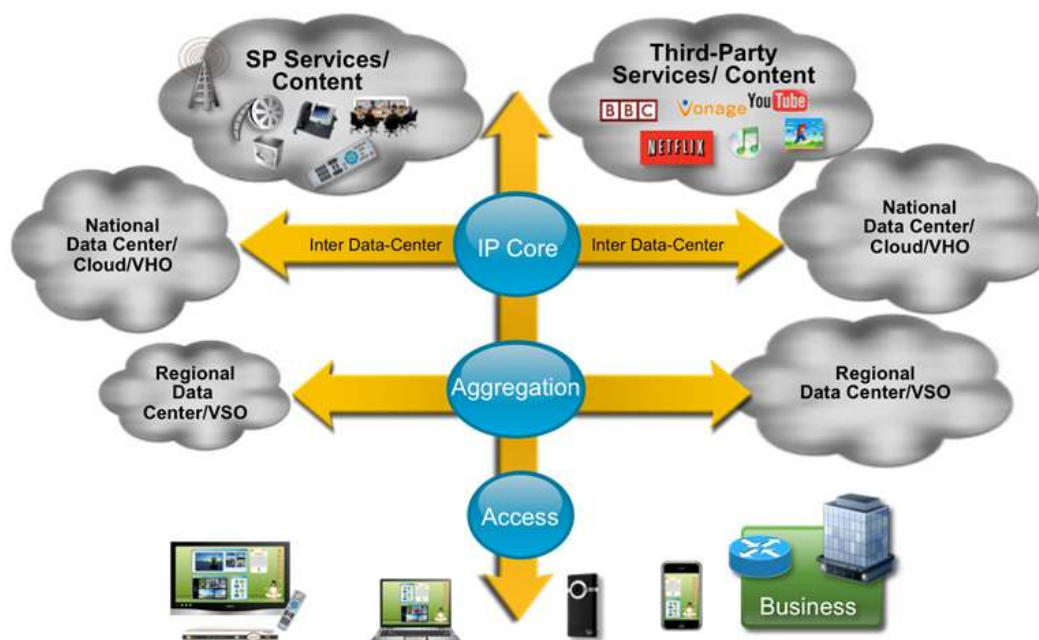 SP Services/
Content
Third-Party
Services/ Content
BBC
Vonage
YouTube
NETFLIX
National
Data Center/
Cloud/VHO
Inter Data-Center
IP Core
Inter Data-Center
National
Data Center/
Cloud/VHO
Regional
Data
Center/VSO
Aggregation
Regional
Data Center/VSO
Access
Business